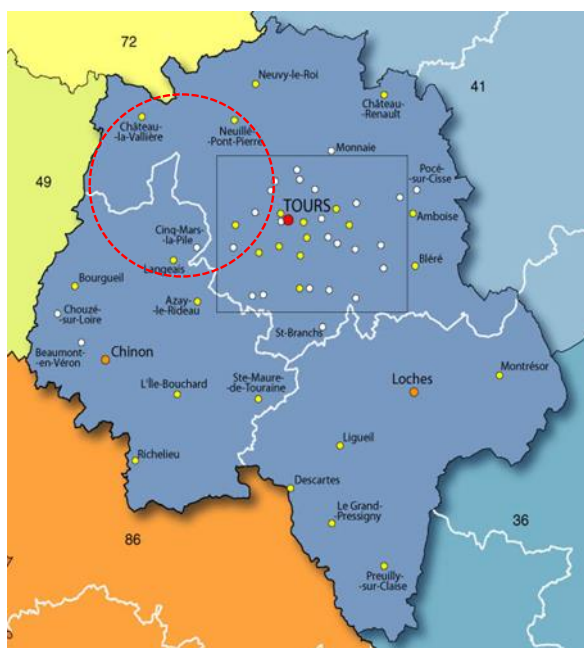 72
41
Neuvy-le-Roi
Château-
-Renault
Château-
-la-Vallière
Neuillé-
-Pont-Pierre
Monnaie
49
Pocé-
-sur-Cisse
TOURS
Amboise
Cinq-Mars-
-la-Pile
Langeais
Bléré
Bourgueil
Azay-
-le-Rideau
Chouzé-
-sur-Loire
St-Branchs
Beaumont-
-en-Véron
Chinon
Montrésor
L'Île-Bouchard
Ste-Maure-
-de-Touraine
Loches
Ligueil
Richelieu
Descartes
Le Grand-
-Pressigny
36
86
Preuilly-
-sur-Claise